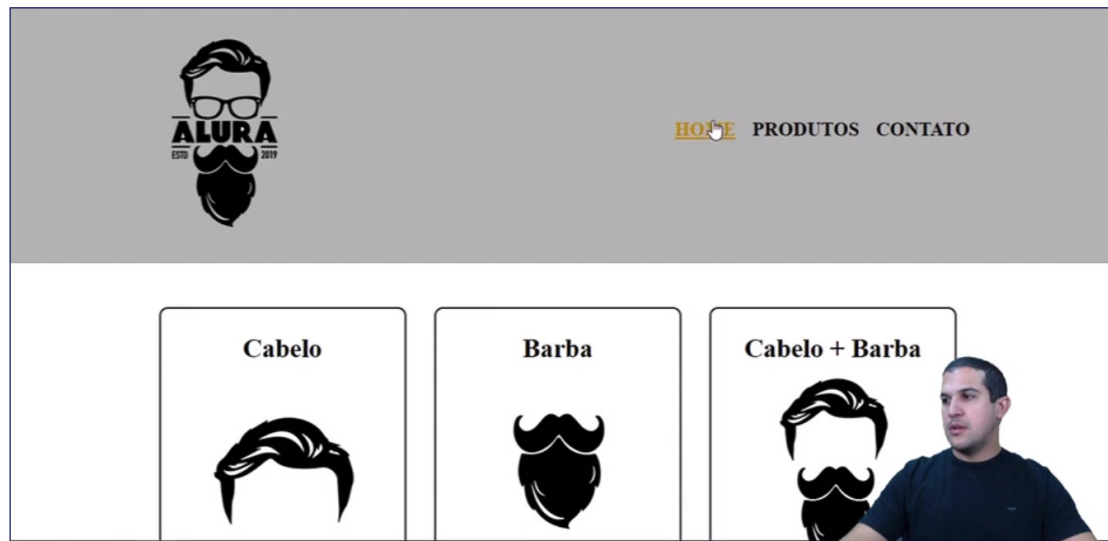 ALURA
ESTD 2019
HOME PRODUTOS CONTATO
Cabelo Barba Cabelo + Barba